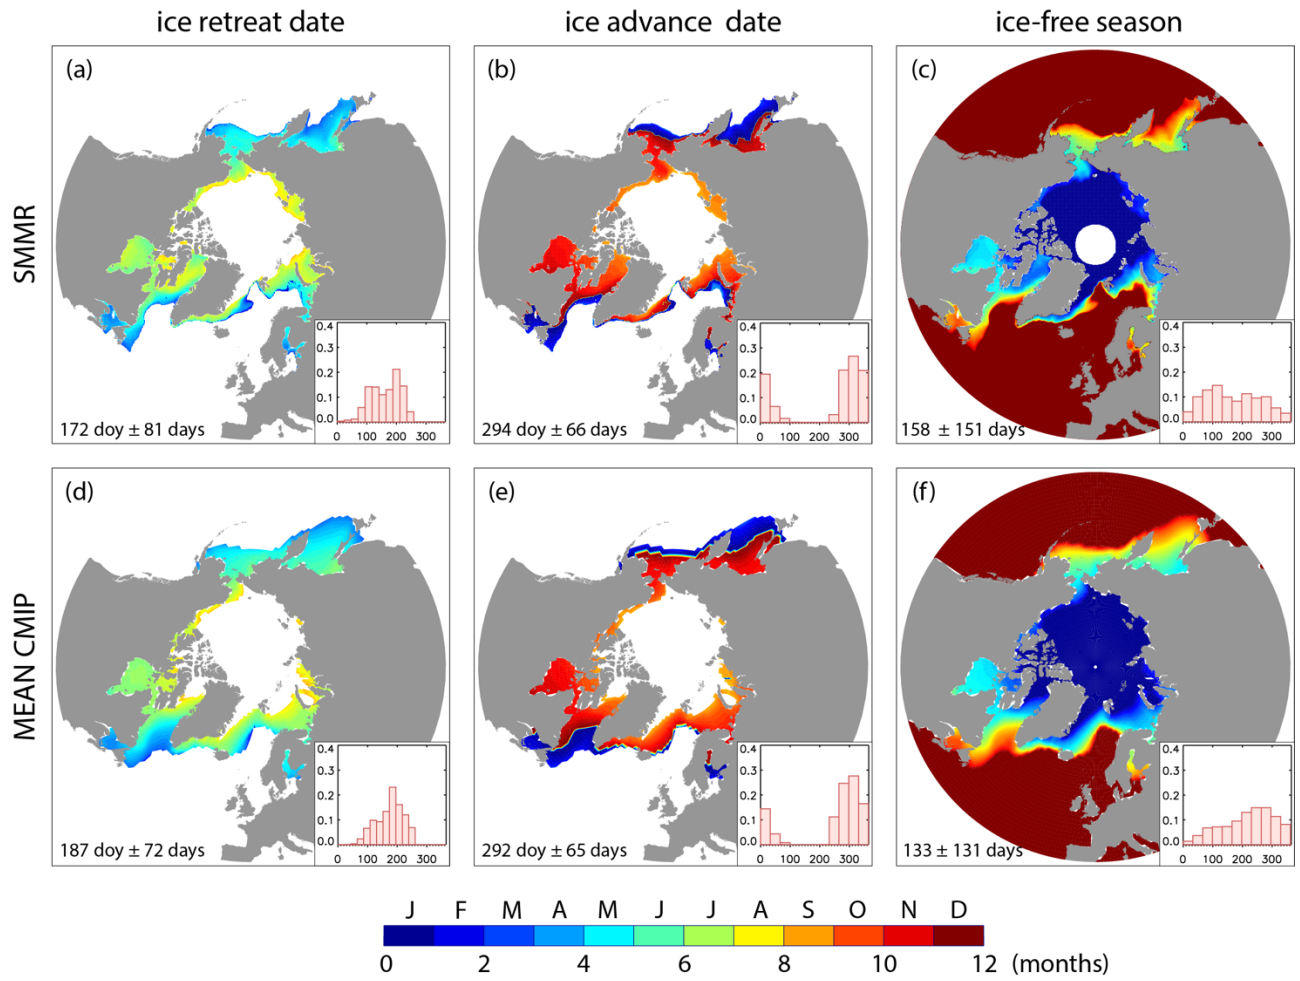 ice retreat date
ice advance date
ice-free season
SMMR
(a)
0.4
0.3
0.2
0.1
0.0
0 100 200 300
172 doy ± 81 days
(b)
0.4
0.3
0.2
0.1
0.0
0 100 200 300
294 doy ± 66 days
(c)
0.4
0.3
0.2
0.1
0.0
0 100 200 300
158 ± 151 days
MEAN CMIP
(d)
0.4
0.3
0.2
0.1
0.0
0 100 200 300
187 doy ± 72 days
(e)
0.4
0.3
0.2
0.1
0.0
0 100 200 300
292 doy ± 65 days
(f)
0.4
0.3
0.2
0.1
0.0
0 100 200 300
133 ± 131 days
J F M A M J J A S O N D
0 2 4 6 8 10 12 (months)